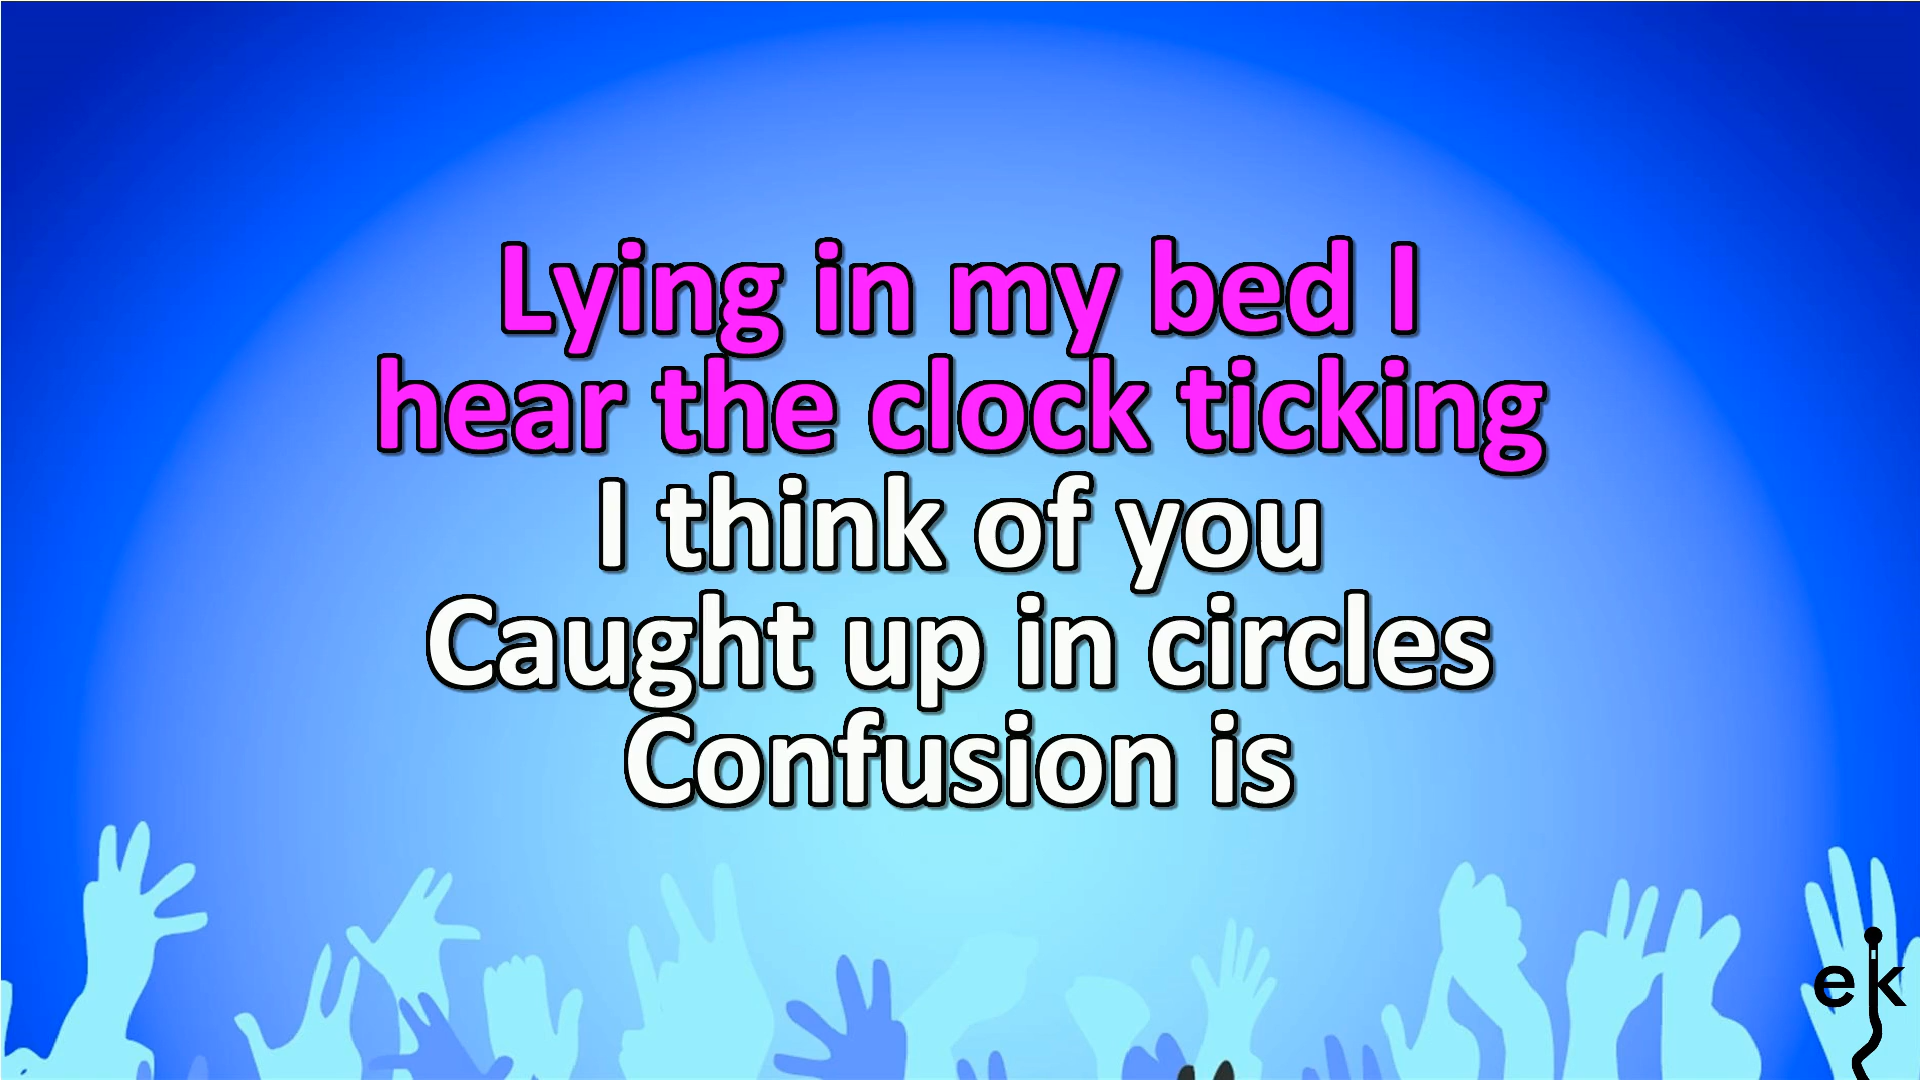 Lying in my bed I
hear the clock ticking
I think of you
Caught up in circles
Confusion is
ek